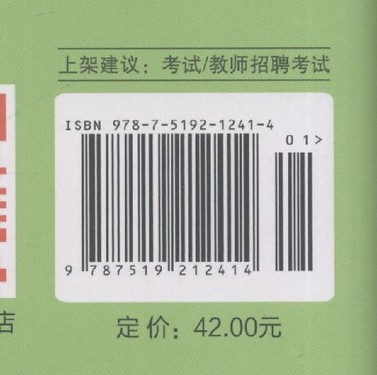 上架建议：考试/教师招聘考试
ISBN 978-7-5192-1241-4
01>
9 787519 212414
店
定价：42.00元